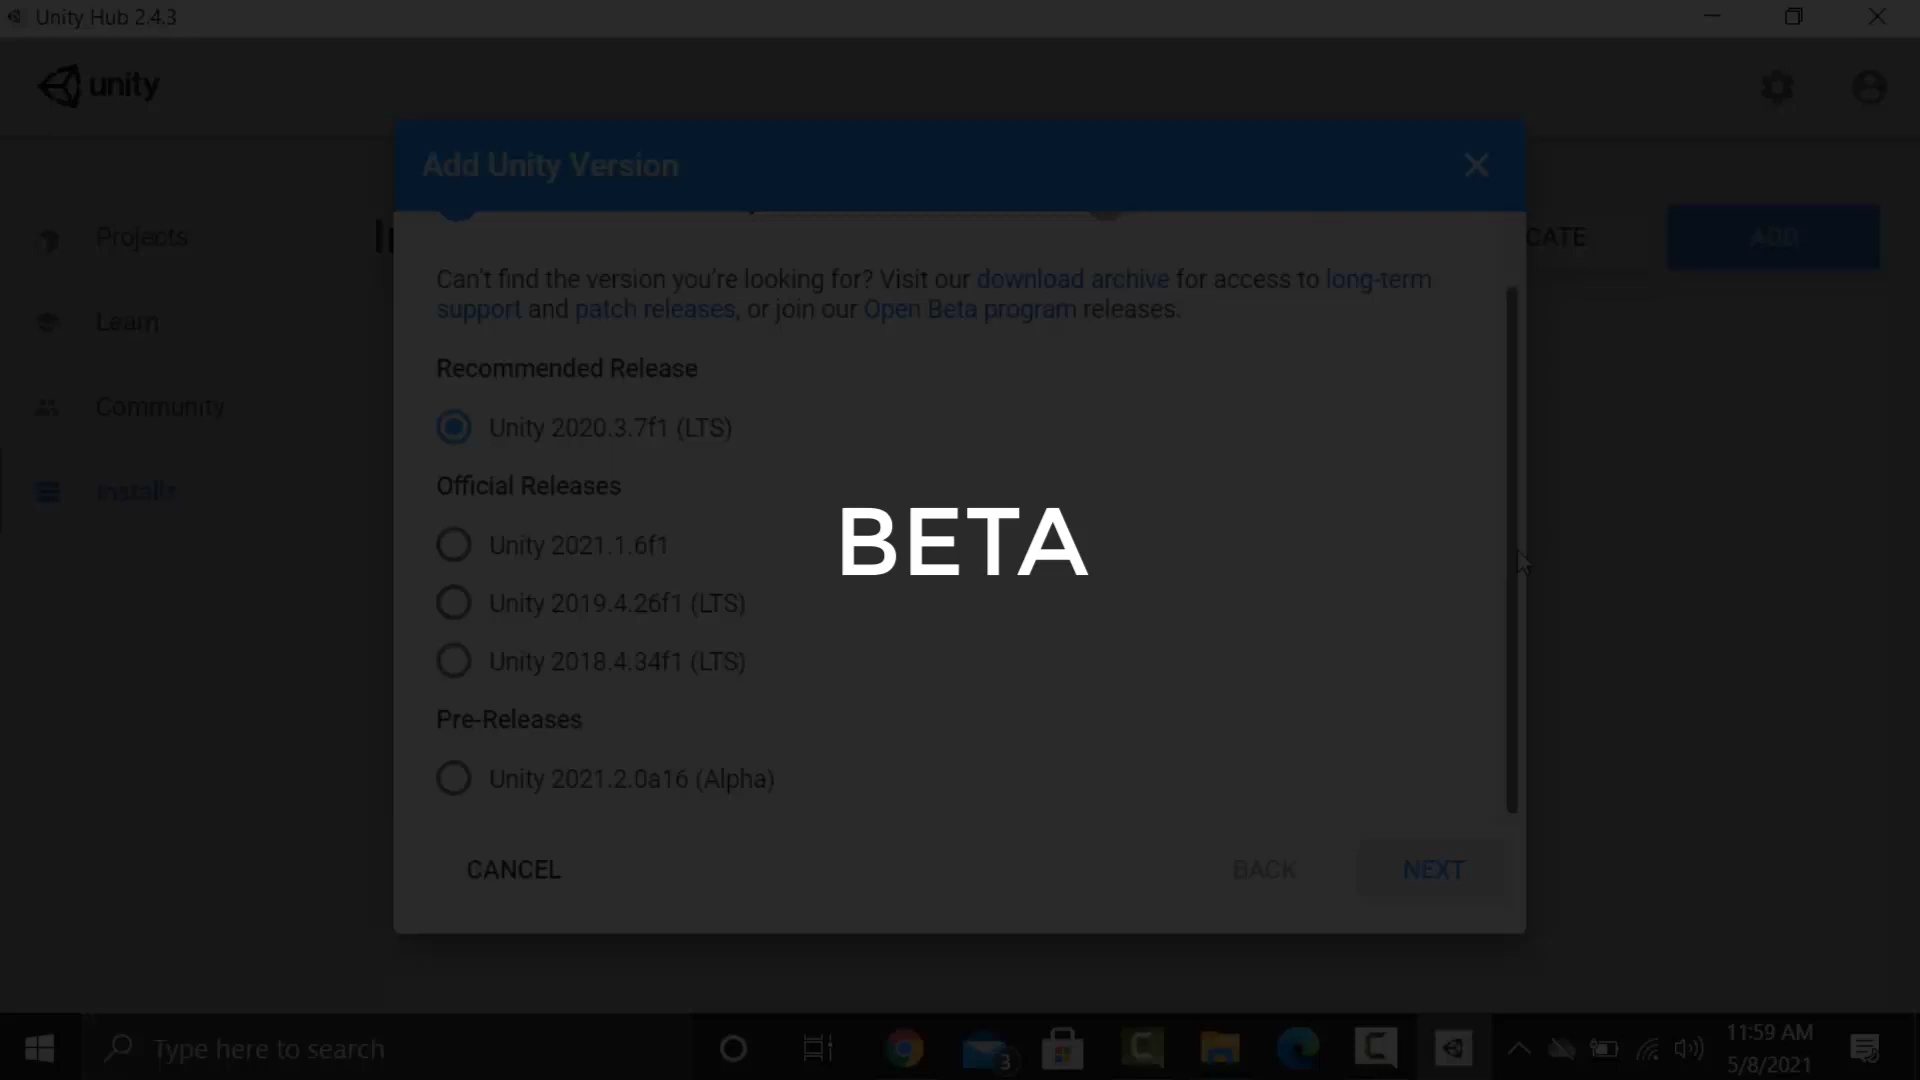 Unity Hub 2.4.3
unity
Add Unity Version
Projects
CATE
ADD
Learn
Can't find the version you're looking for? Visit our download archive for access to long-term
support and patch releases, or join our Open Beta program releases.
Recommended Release
Community
Unity 2020.3.7f1 (LTS)
Official Releases
Installs
BETA
Unity 2021.1.6f1
Unity 2019.4.26f1 (LTS)
Unity 2018.4.34f1 (LTS)
Pre-Releases
Unity 2021.2.0a16 (Alpha)
CANCEL
BACK
NEXT
Type here to search
3
11:59 AM
5/8/2021